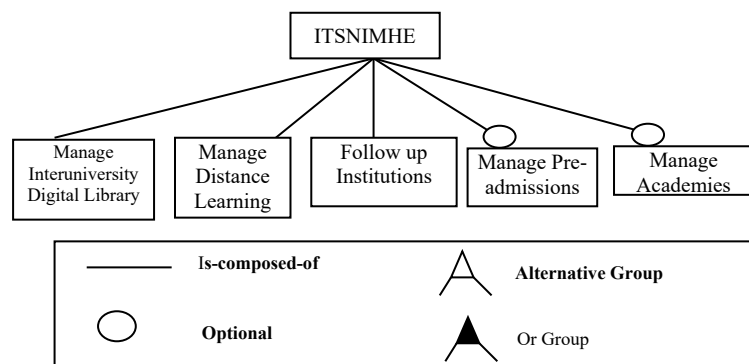 ITSNIMHE
Manage
Interuniversity
Digital Library
Manage
Distance
Learning
Follow up
Institutions
Manage Pre-
admissions
Manage
Academies
Is-composed-of
Alternative Group
Optional
Or Group